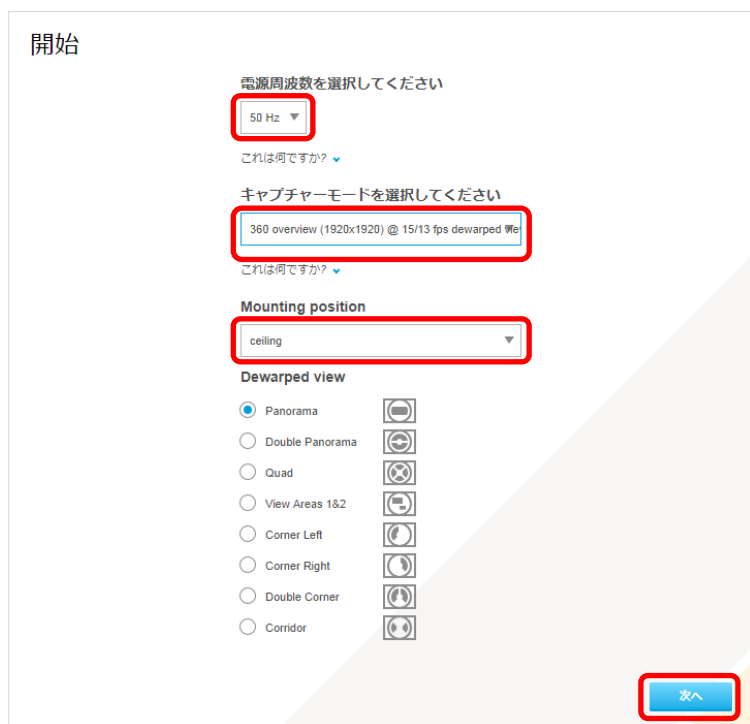 開始
電源周波数を選択してください
50 Hz
これは何ですか?
キャプチャーモードを選択してください
360 overview (1920x1920) @ 15/13 fps dewarped
これは何ですか?
Mounting position
ceiling
Dewarped view
Panorama
Double Panorama
Quad
View Areas 1&2
Corner Left
Corner Right
Double Corner
Corridor
次へ